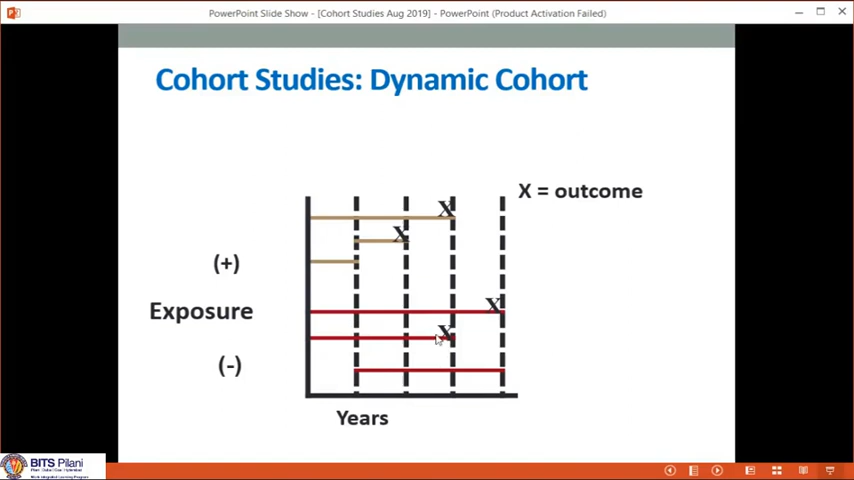 PowerPoint Slide Show - [Cohort Studies Aug 2019] - PowerPoint (Product Activation Failed)
Cohort Studies: Dynamic Cohort
X = outcome
X
X
(+)
X
Exposure
X
(-)
Years
BITS Pilani